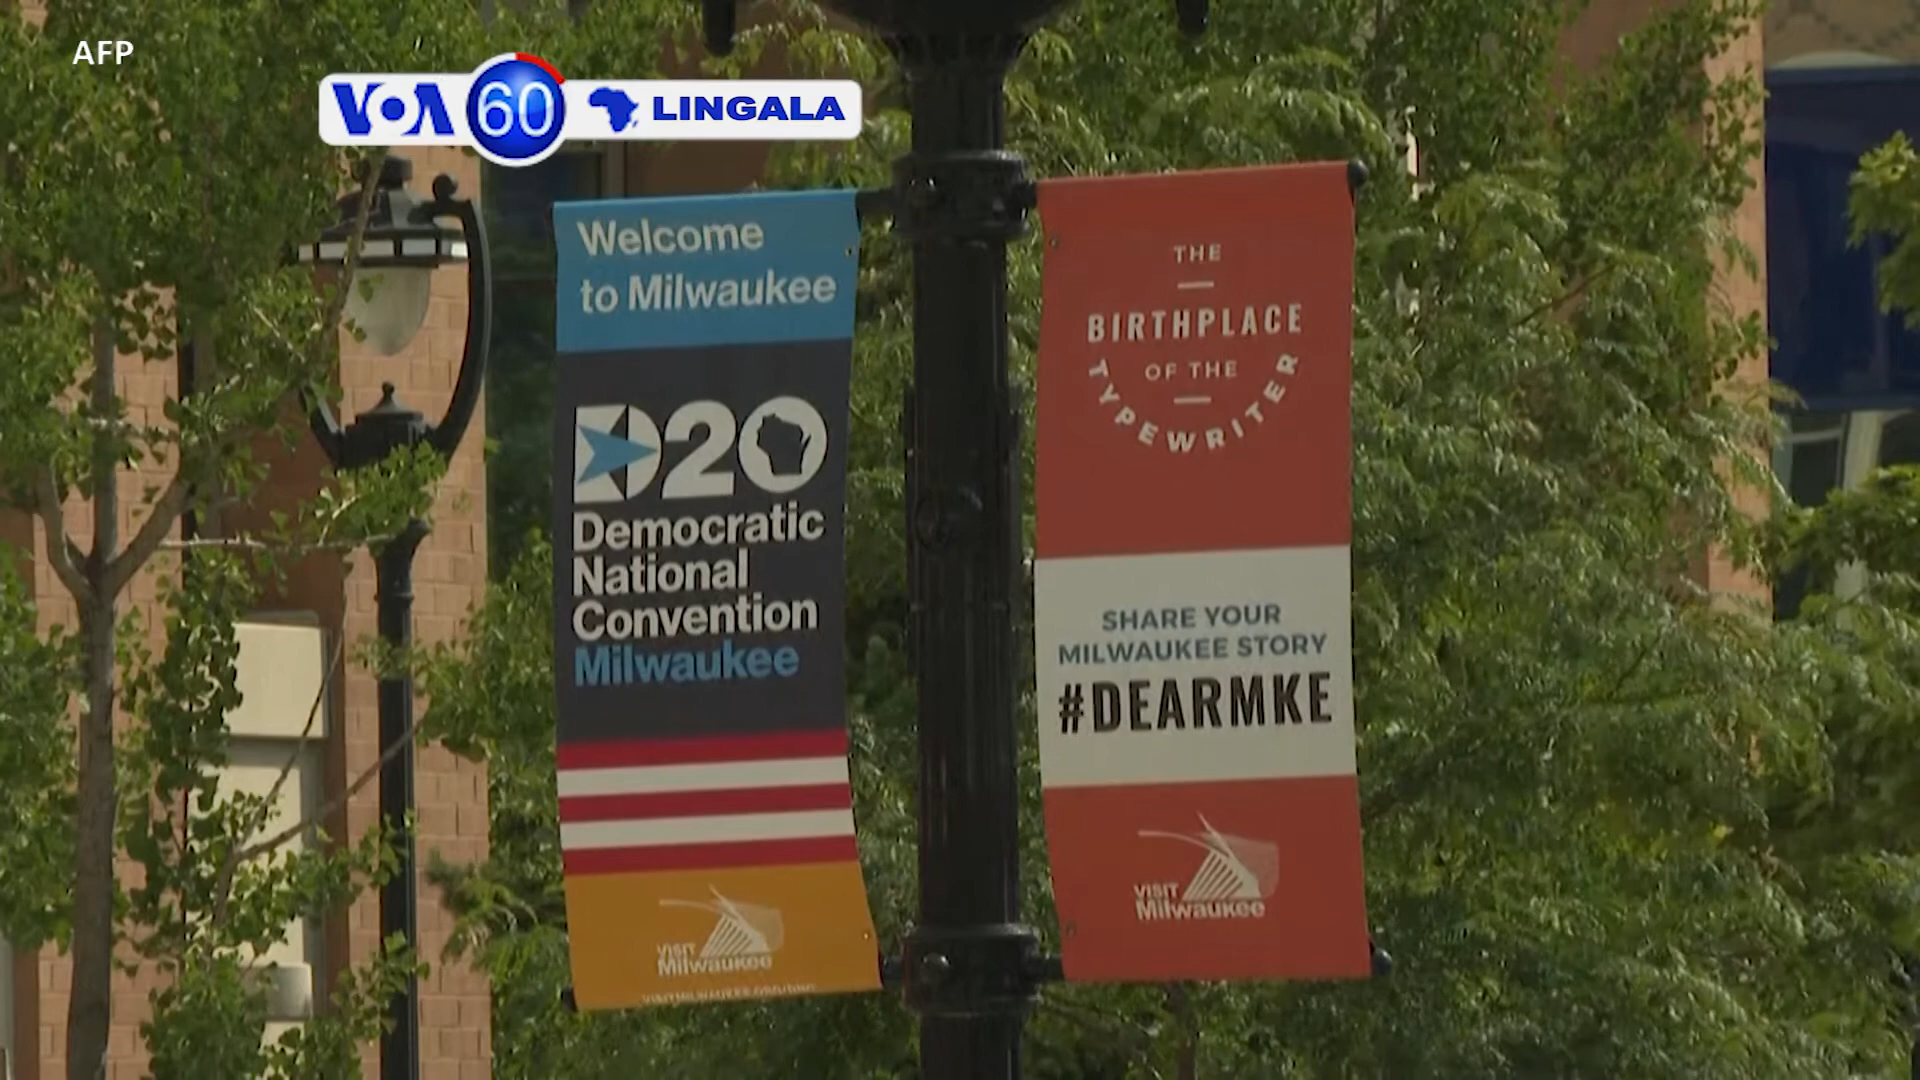 AFP
VOA 60 LINGALA
Welcome
to Milwaukee
D20
Democratic
National
Convention
Milwaukee
VISIT
Milwaukee
THE
BIRTHPLACE
OF THE
TYPEWRITER
SHARE YOUR
MILWAUKEE STORY
#DEARMKE
VISIT
Milwaukee